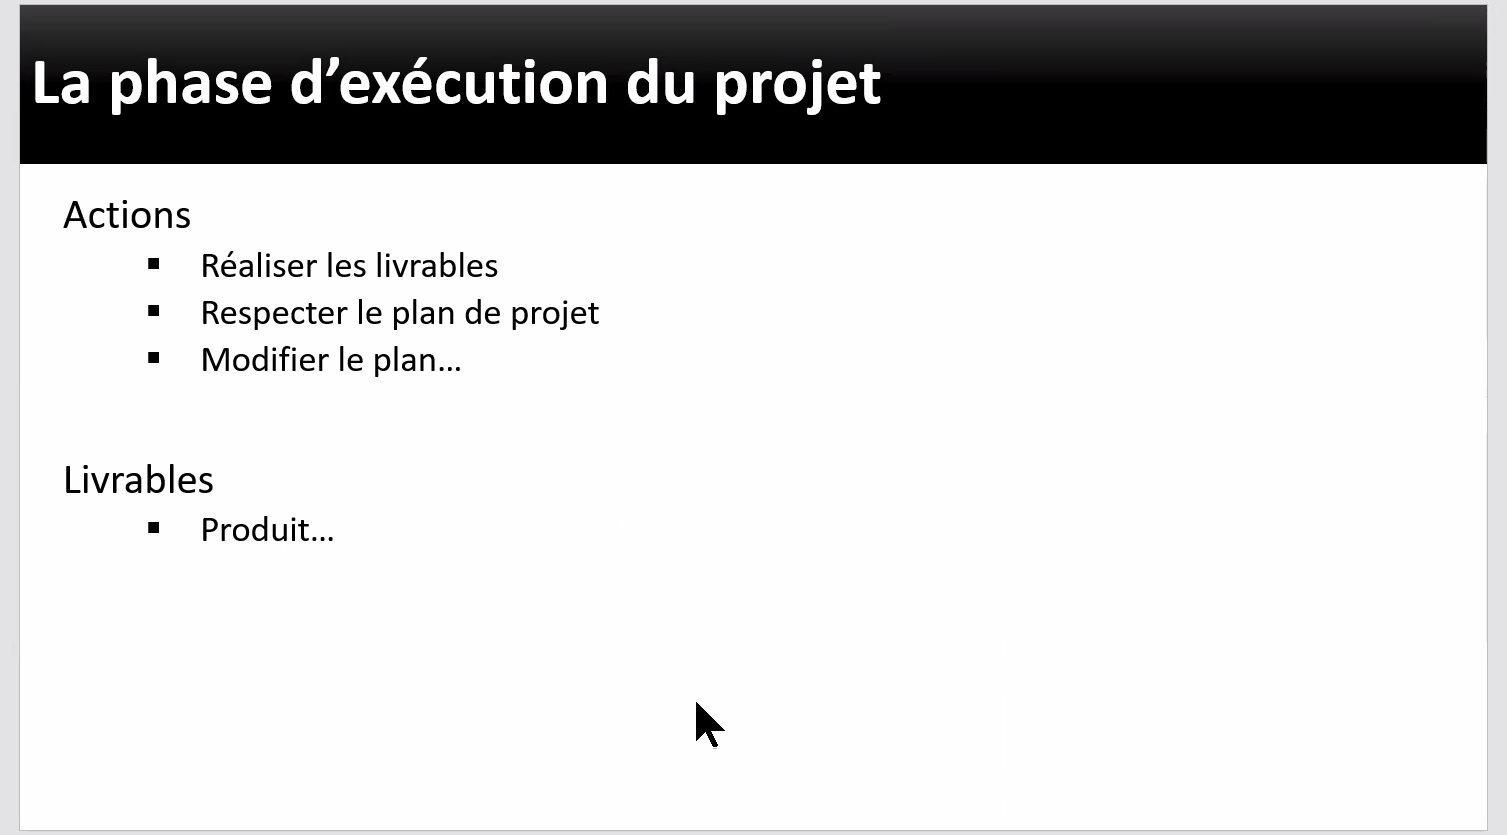 La phase d’exécution du projet
Actions
▪ Réaliser les livrables
▪ Respecter le plan de projet
▪ Modifier le plan…
Livrables
▪ Produit…